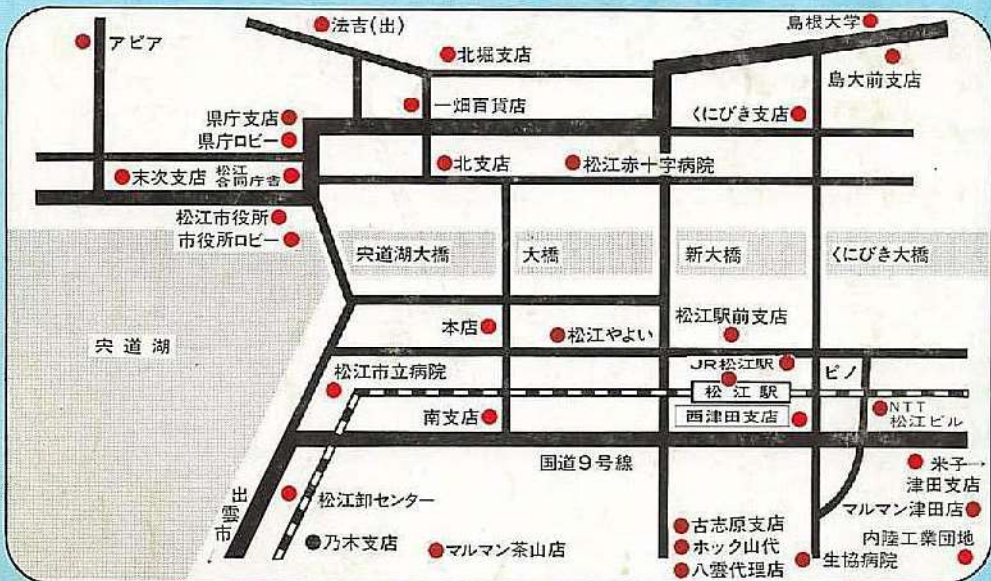 法吉(出)
島根大学
アピア
北堀支店
島大前支店
一畑百貨店
くにびき支店
県庁支店
県庁ロビー
北支店
松江赤十字病院
末次支店
松江
合同庁舎
松江市役所
市役所ロビー
宍道湖大橋
大橋
新大橋
くにびき大橋
宍道湖
本店
松江やよい
松江駅前支店
JR松江駅
ピノ
松江市立病院
松江駅
南支店
西津田支店
NTT
松江ビル
国道9号線
米子→
津田支店
出雲市
松江卸センター
マルマン津田店
古志原支店
内陸工業団地
乃木支店
マルマン茶山店
ホック山代
生協病院
八雲代理店